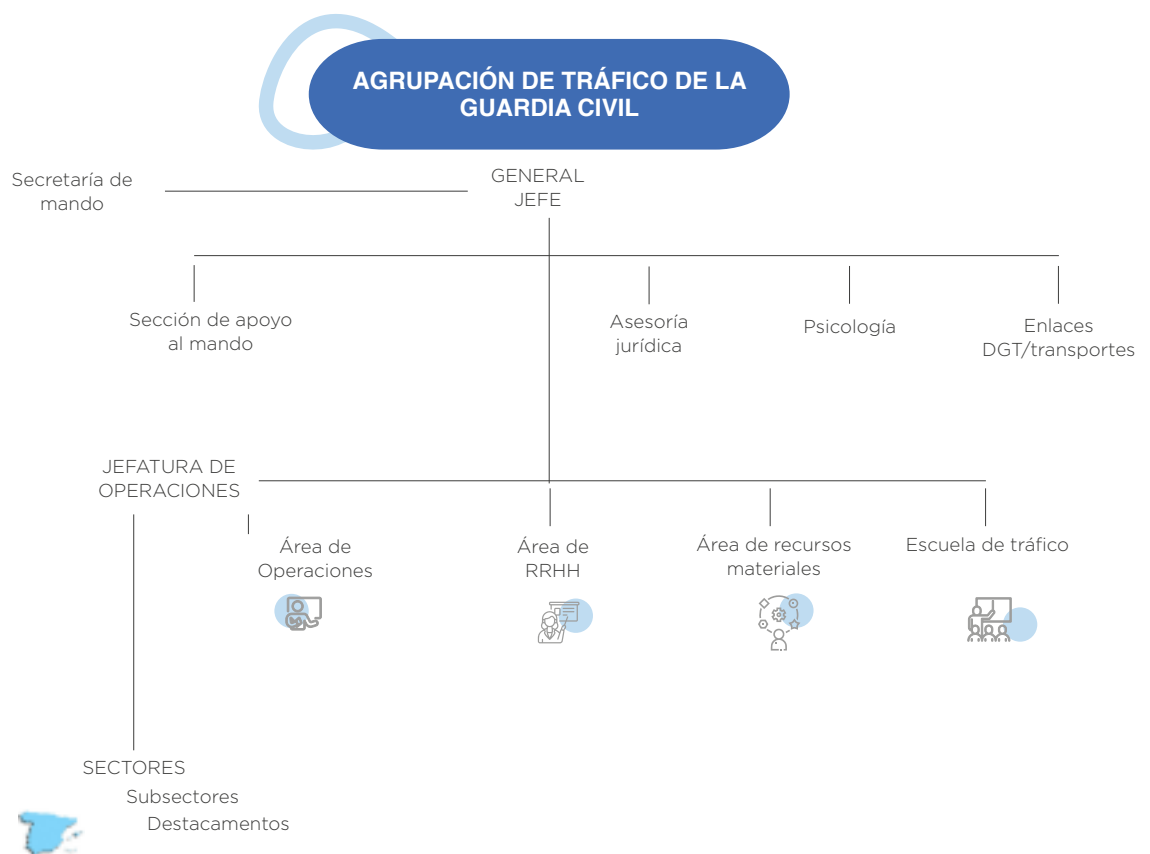 AGRUPACIÓN DE TRÁFICO DE LA
GUARDIA CIVIL
Secretaría de
mando
GENERAL
JEFE
Sección de apoyo
al mando
Asesoría
jurídica
Psicología
Enlaces
DGT/transportes
JEFATURA DE
OPERACIONES
Área de
Operaciones
Área de
RRHH
Área de recursos
materiales
Escuela de tráfico
SECTORES
Subsectores
Destacamentos